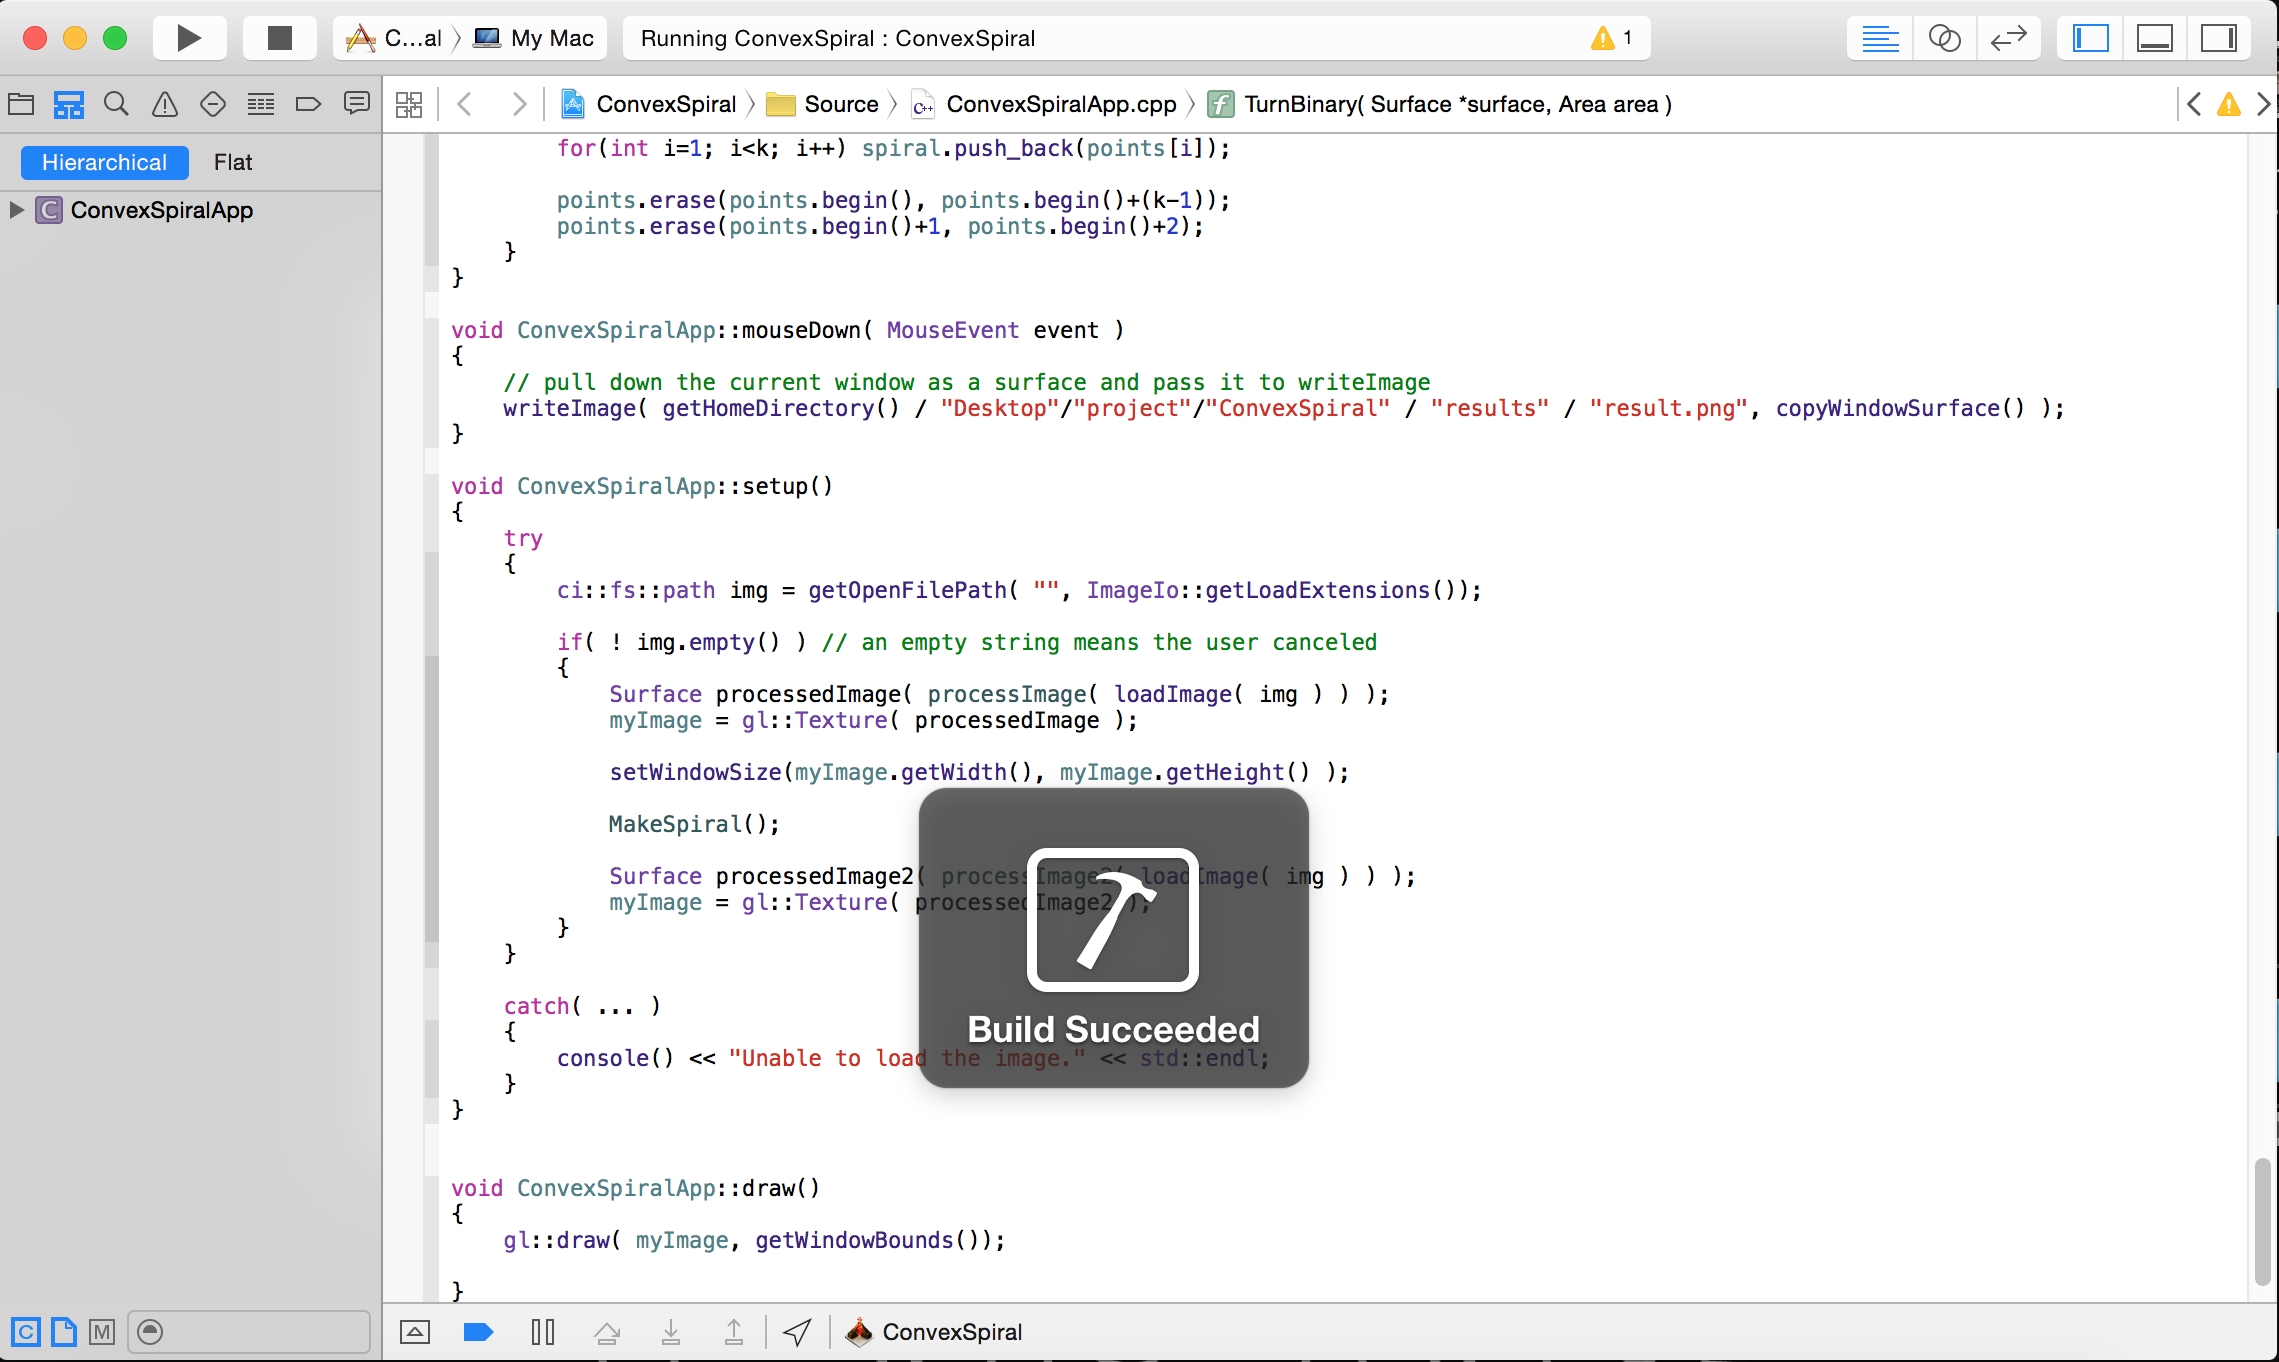 C...al 〉 My Mac
Running ConvexSpiral : ConvexSpiral
1
ConvexSpiral 〉 Source 〉 ConvexSpiralApp.cpp 〉 TurnBinary( Surface *surface, Area area )
Hierarchical Flat
ConvexSpiralApp
for(int i=1; i<k; i++) spiral.push_back(points[i]);
points.erase(points.begin(), points.begin()+(k-1));
points.erase(points.begin()+1, points.begin()+2);
}
}
void ConvexSpiralApp::mouseDown( MouseEvent event )
{
// pull down the current window as a surface and pass it to writeImage
writeImage( getHomeDirectory() / "Desktop"/"project"/"ConvexSpiral" / "results" / "result.png", copyWindowSurface() );
}
void ConvexSpiralApp::setup()
{
try
{
ci::fs::path img = getOpenFilePath( "", ImageIo::getLoadExtensions());
if( ! img.empty() ) // an empty string means the user canceled
{
Surface processedImage( processImage( loadImage( img ) ) );
myImage = gl::Texture( processedImage );
setWindowSize(myImage.getWidth(), myImage.getHeight() );
MakeSpiral();
Surface processedImage2( processImage2( loadImage( img ) ) );
myImage = gl::Texture( processedImage2 );
}
}
catch( ... )
{
console() << "Unable to load the image." << std::endl;
}
}
Build Succeeded
void ConvexSpiralApp::draw()
{
gl::draw( myImage, getWindowBounds());
}
C M
ConvexSpiral